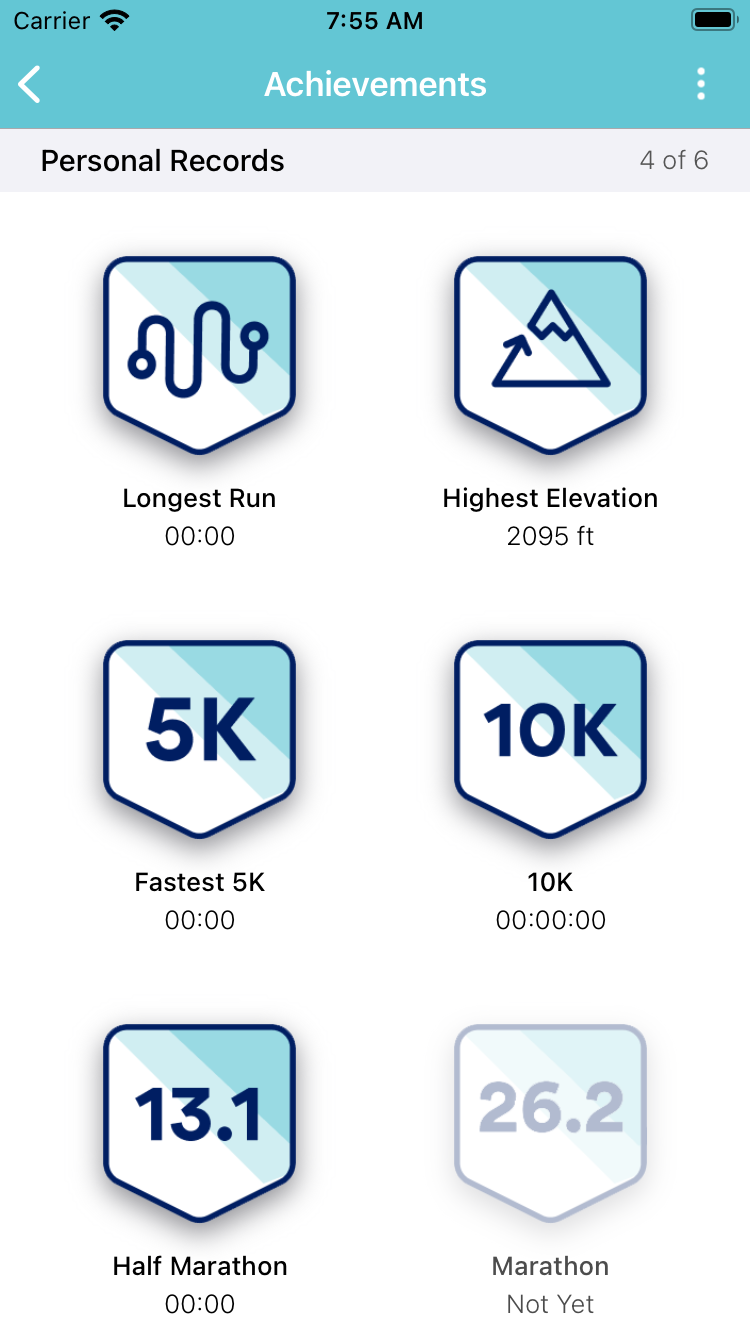 Carrier 7:55 AM
Achievements
Personal Records 4 of 6
Longest Run Highest Elevation
00:00 2095 ft
5K 10K
Fastest 5K 10K
00:00 00:00:00
13.1 26.2
Half Marathon Marathon
00:00 Not Yet